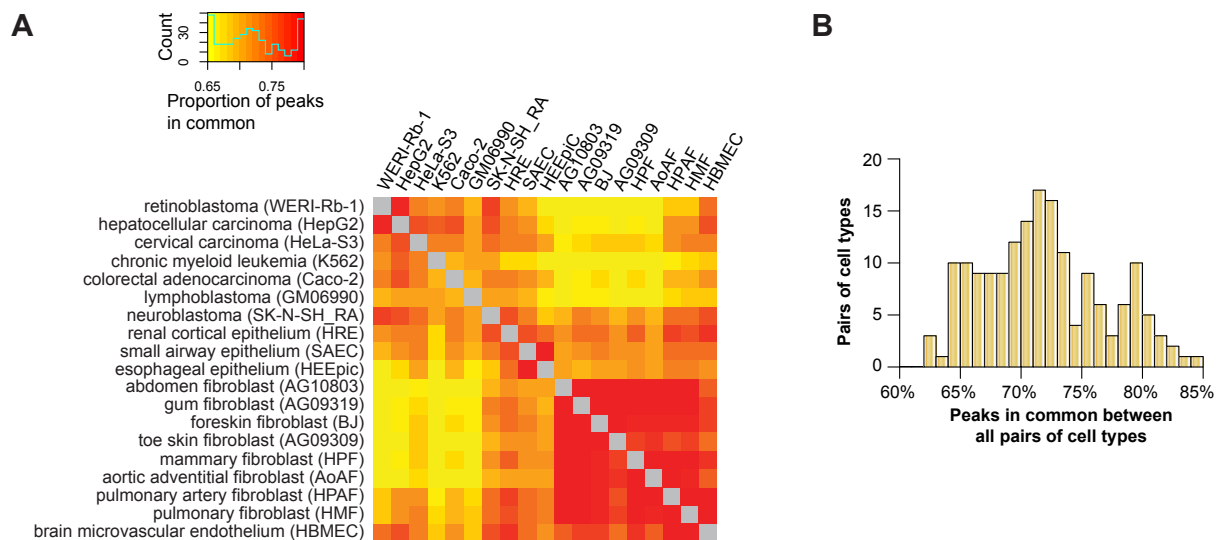 A
Count
0
30
0.65
0.75
Proportion of peaks
in common
WERI-Rb-1
HepG2
HeLa-S3
K562
Caco-2
GM06990
SK-N-SH_RA
HRE
SAEC
HEEpiC
AG10803
AG09319
BJ
AG09309
HPF
AoAF
HPAF
HMF
HBMEC
retinoblastoma (WERI-Rb-1)
hepatocellular carcinoma (HepG2)
cervical carcinoma (HeLa-S3)
chronic myeloid leukemia (K562)
colorectal adenocarcinoma (Caco-2)
lymphoblastoma (GM06990)
neuroblastoma (SK-N-SH_RA)
renal cortical epithelium (HRE)
small airway epithelium (SAEC)
esophageal epithelium (HEEpic)
abdomen fibroblast (AG10803)
gum fibroblast (AG09319)
foreskin fibroblast (BJ)
toe skin fibroblast (AG09309)
mammary fibroblast (HPF)
aortic adventitial fibroblast (AoAF)
pulmonary artery fibroblast (HPAF)
pulmonary fibroblast (HMF)
brain microvascular endothelium (HBMEC)
B
Pairs of cell types
20
15
10
5
0
60% 65% 70% 75% 80% 85%
Peaks in common between
all pairs of cell types